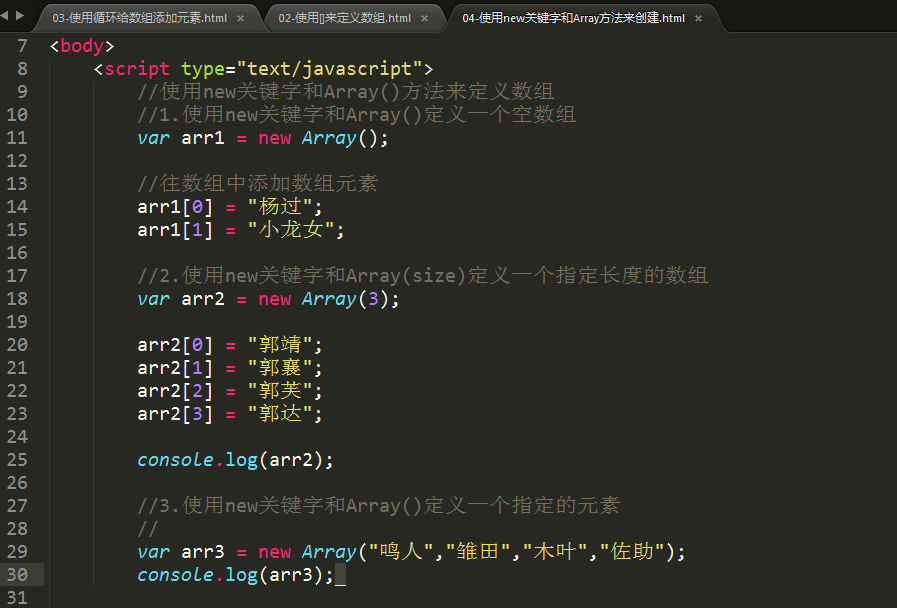 03-使用循环给数组添加元素.html × 02-使用[]来定义数组.html × 04-使用new关键字和Array方法来创建.html ×
7 <body>
8 <script type="text/javascript">
9 //使用new关键字和Array()方法来定义数组
10 //1.使用new关键字和Array()定义一个空数组
11 var arr1 = new Array();
12
13 //往数组中添加数组元素
14 arr1[0] = "杨过";
15 arr1[1] = "小龙女";
16
17 //2.使用new关键字和Array(size)定义一个指定长度的数组
18 var arr2 = new Array(3);
19
20 arr2[0] = "郭靖";
21 arr2[1] = "郭襄";
22 arr2[2] = "郭芙";
23 arr2[3] = "郭达";
24
25 console.log(arr2);
26
27 //3.使用new关键字和Array()定义一个指定的元素
28 //
29 var arr3 = new Array("鸣人","雏田","木叶","佐助");
30 console.log(arr3);
31